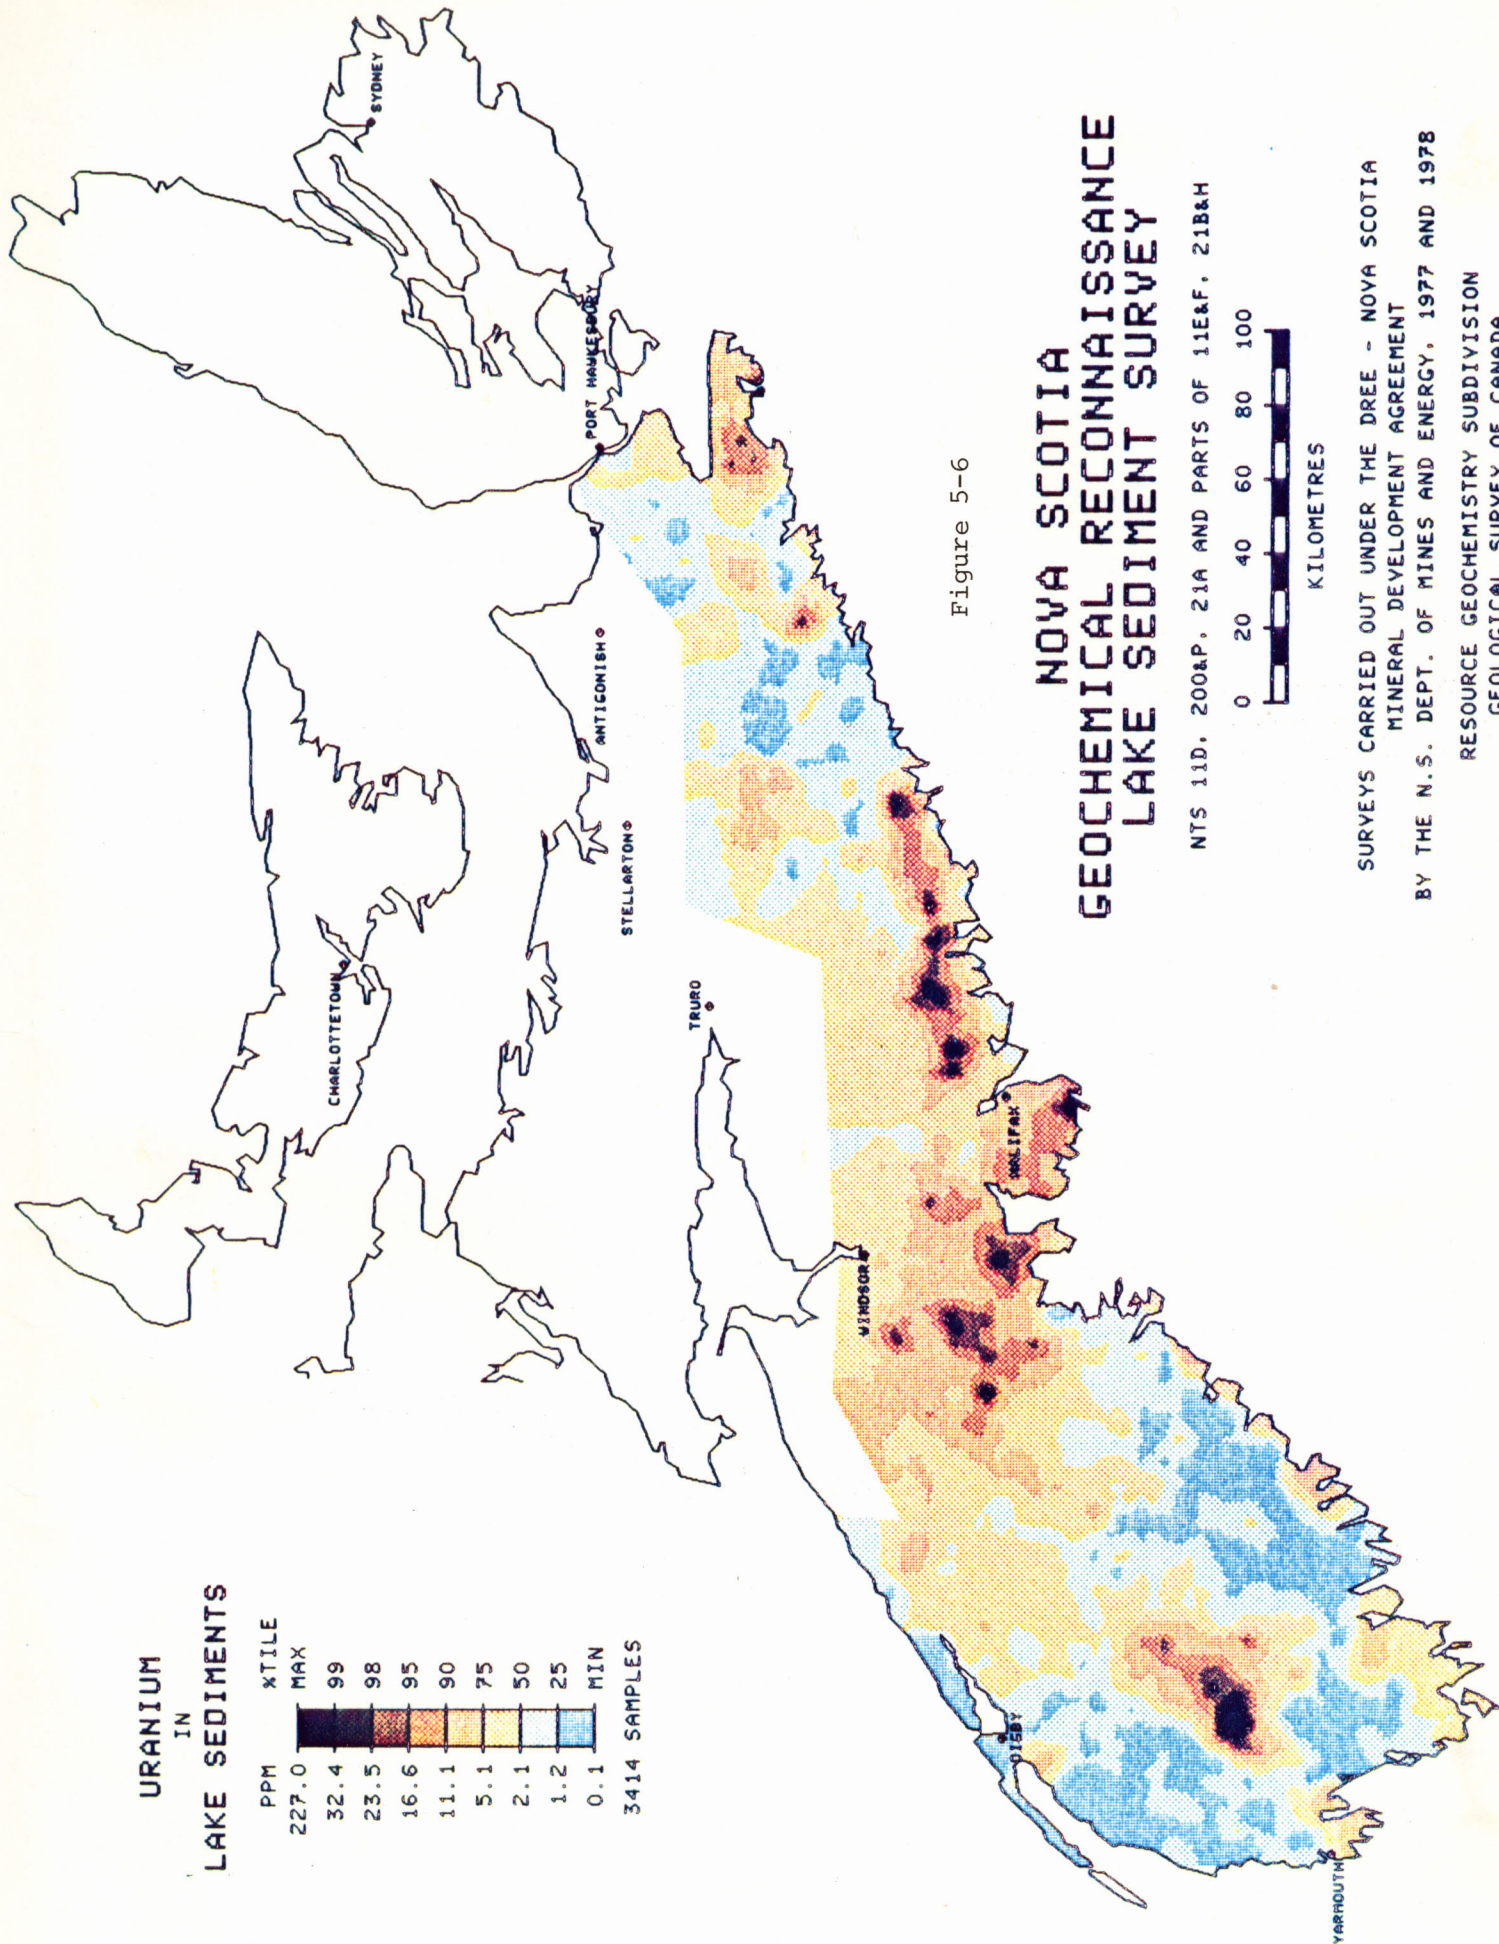 URANIUM
IN
LAKE SEDIMENTS
PPM %TILE
227.0 MAX
32.4 99
23.5 98
16.6 95
11.1 90
5.1 75
2.1 50
1.2 25
0.1 MIN
3414 SAMPLES
SYDNEY
PORT HAWKESBURY
ANTIGONISH
STELLARTON
CHARLOTTETOWN
TRURO
WINDSOR
HALIFAX
DIGBY
YARMOUTH
Figure 5-6
NOVA SCOTIA
GEOCHEMICAL RECONNAISSANCE
LAKE SEDIMENT SURVEY
NTS 11D, 20O&P, 21A AND PARTS OF 11E&F, 21B&H
0 20 40 60 80 100
KILOMETRES
SURVEYS CARRIED OUT UNDER THE DREE - NOVA SCOTIA
MINERAL DEVELOPMENT AGREEMENT
BY THE N.S. DEPT. OF MINES AND ENERGY, 1977 AND 1978
RESOURCE GEOCHEMISTRY SUBDIVISION
GEOLOGICAL SURVEY OF CANADA